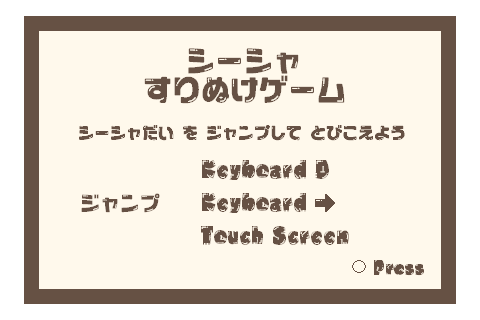 シーシャ
すりぬけゲーム
シーシャだい を ジャンプして とびこえよう
Keyboard D
ジャンプ Keyboard →
Touch Screen
○ Press